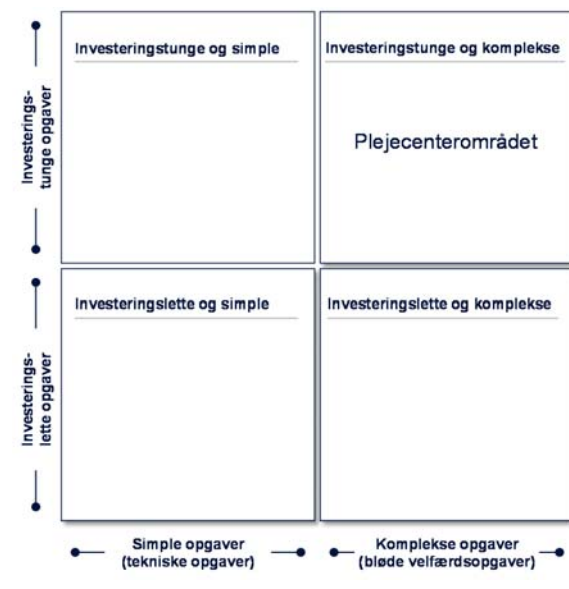 Investerings-
tunge opgaver
Investeringstunge og simple
Investeringstunge og komplekse
Plejecenterområdet
Investerings-
lette opgaver
Investeringslette og simple
Investeringslette og komplekse
Simple opgaver
(tekniske opgaver)
Komplekse opgaver
(bløde velfærdsopgaver)